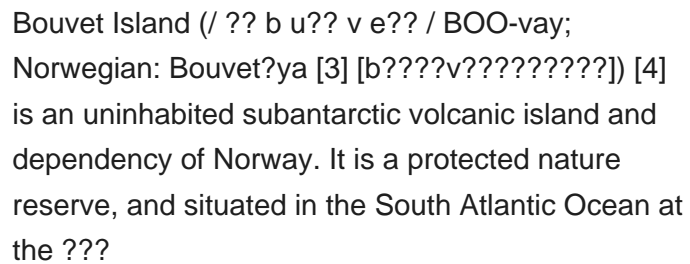 Bouvet Island (/ ?? b u?? v e?? / BOO-vay;
Norwegian: Bouvet?ya [3] [b????v?????????]) [4]
is an uninhabited subantarctic volcanic island and
dependency of Norway. It is a protected nature
reserve, and situated in the South Atlantic Ocean at
the ???